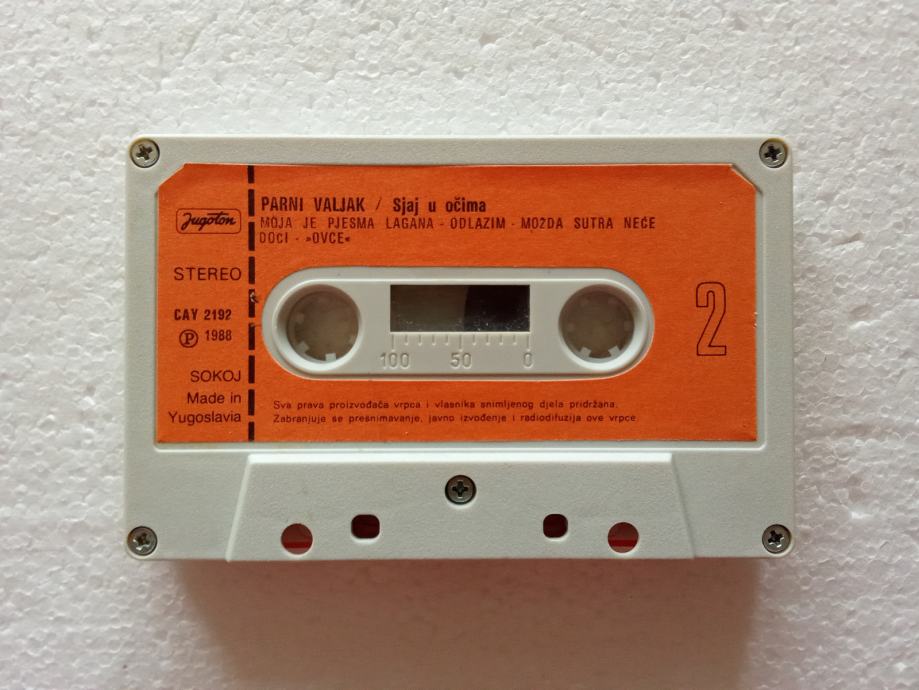 Jugoton
STEREO
CAY 2192
Ⓟ 1988
SOKOJ
Made in
Yugoslavia
PARNI VALJAK / Sjaj u očima
MOJA JE PJESMA LAGANA - ODLAZIM - MOŽDA SUTRA NEĆE
DOĆI - »OVCE«
2
100 50 0
Sva prava proizvođača vrpca i vlasnika snimljenog djela pridržana.
Zabranjuje se presnimavanje, javno izvođenje i radiodifuzija ove vrpce.